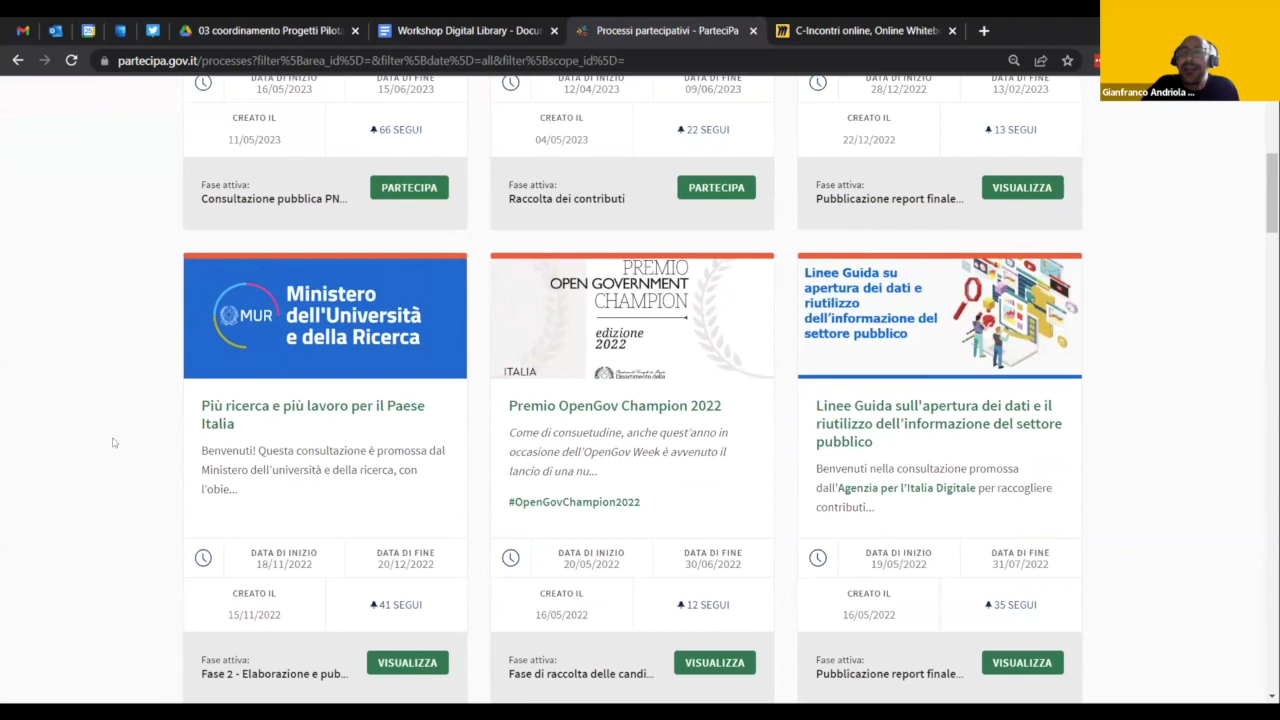 03 coordinamento Progetti Pilot
Workshop Digital Library - Docu
Processi partecipativi - ParteciPa
C-Incontri online, Online Whiteb
partecipa.gov.it/processes?filter%5Barea_id%5D=&filter%5Bdate%5D=all&filter%5Bscope_id%5D=
Gianfranco Andriola ...
DATA DI INIZIO
16/05/2023
DATA DI FINE
15/06/2023
CREATO IL
11/05/2023
66 SEGUI
Fase attiva:
Consultazione pubblica PN...
PARTECIPA
DATA DI INIZIO
12/04/2023
DATA DI FINE
09/06/2023
CREATO IL
04/05/2023
22 SEGUI
Fase attiva:
Raccolta dei contributi
PARTECIPA
DATA DI INIZIO
28/12/2022
DATA DI FINE
13/02/2023
CREATO IL
22/12/2022
13 SEGUI
Fase attiva:
Pubblicazione report finale...
VISUALIZZA
MUR
Ministero
dell'Università
e della Ricerca
Più ricerca e più lavoro per il Paese
Italia
Benvenuti! Questa consultazione è promossa dal
Ministero dell'università e della ricerca, con
l'obie...
DATA DI INIZIO
18/11/2022
DATA DI FINE
20/12/2022
CREATO IL
15/11/2022
41 SEGUI
Fase attiva:
Fase 2 - Elaborazione e pub...
VISUALIZZA
PREMIO
OPEN GOVERNMENT
CHAMPION
edizione
2022
ITALIA
Dipartimento della
Premio OpenGov Champion 2022
Come di consuetudine, anche quest'anno in
occasione dell'OpenGov Week è avvenuto il
lancio di una nu...
#OpenGovChampion2022
DATA DI INIZIO
20/05/2022
DATA DI FINE
30/06/2022
CREATO IL
16/05/2022
12 SEGUI
Fase attiva:
Fase di raccolta delle candi...
VISUALIZZA
Linee Guida su
apertura dei dati e
riutilizzo
dell'informazione del
settore pubblico
Linee Guida sull'apertura dei dati e il
riutilizzo dell'informazione del settore
pubblico
Benvenuti nella consultazione promossa
dall'Agenzia per l'Italia Digitale per raccogliere
contributi...
DATA DI INIZIO
19/05/2022
DATA DI FINE
31/07/2022
CREATO IL
16/05/2022
35 SEGUI
Fase attiva:
Pubblicazione report finale...
VISUALIZZA